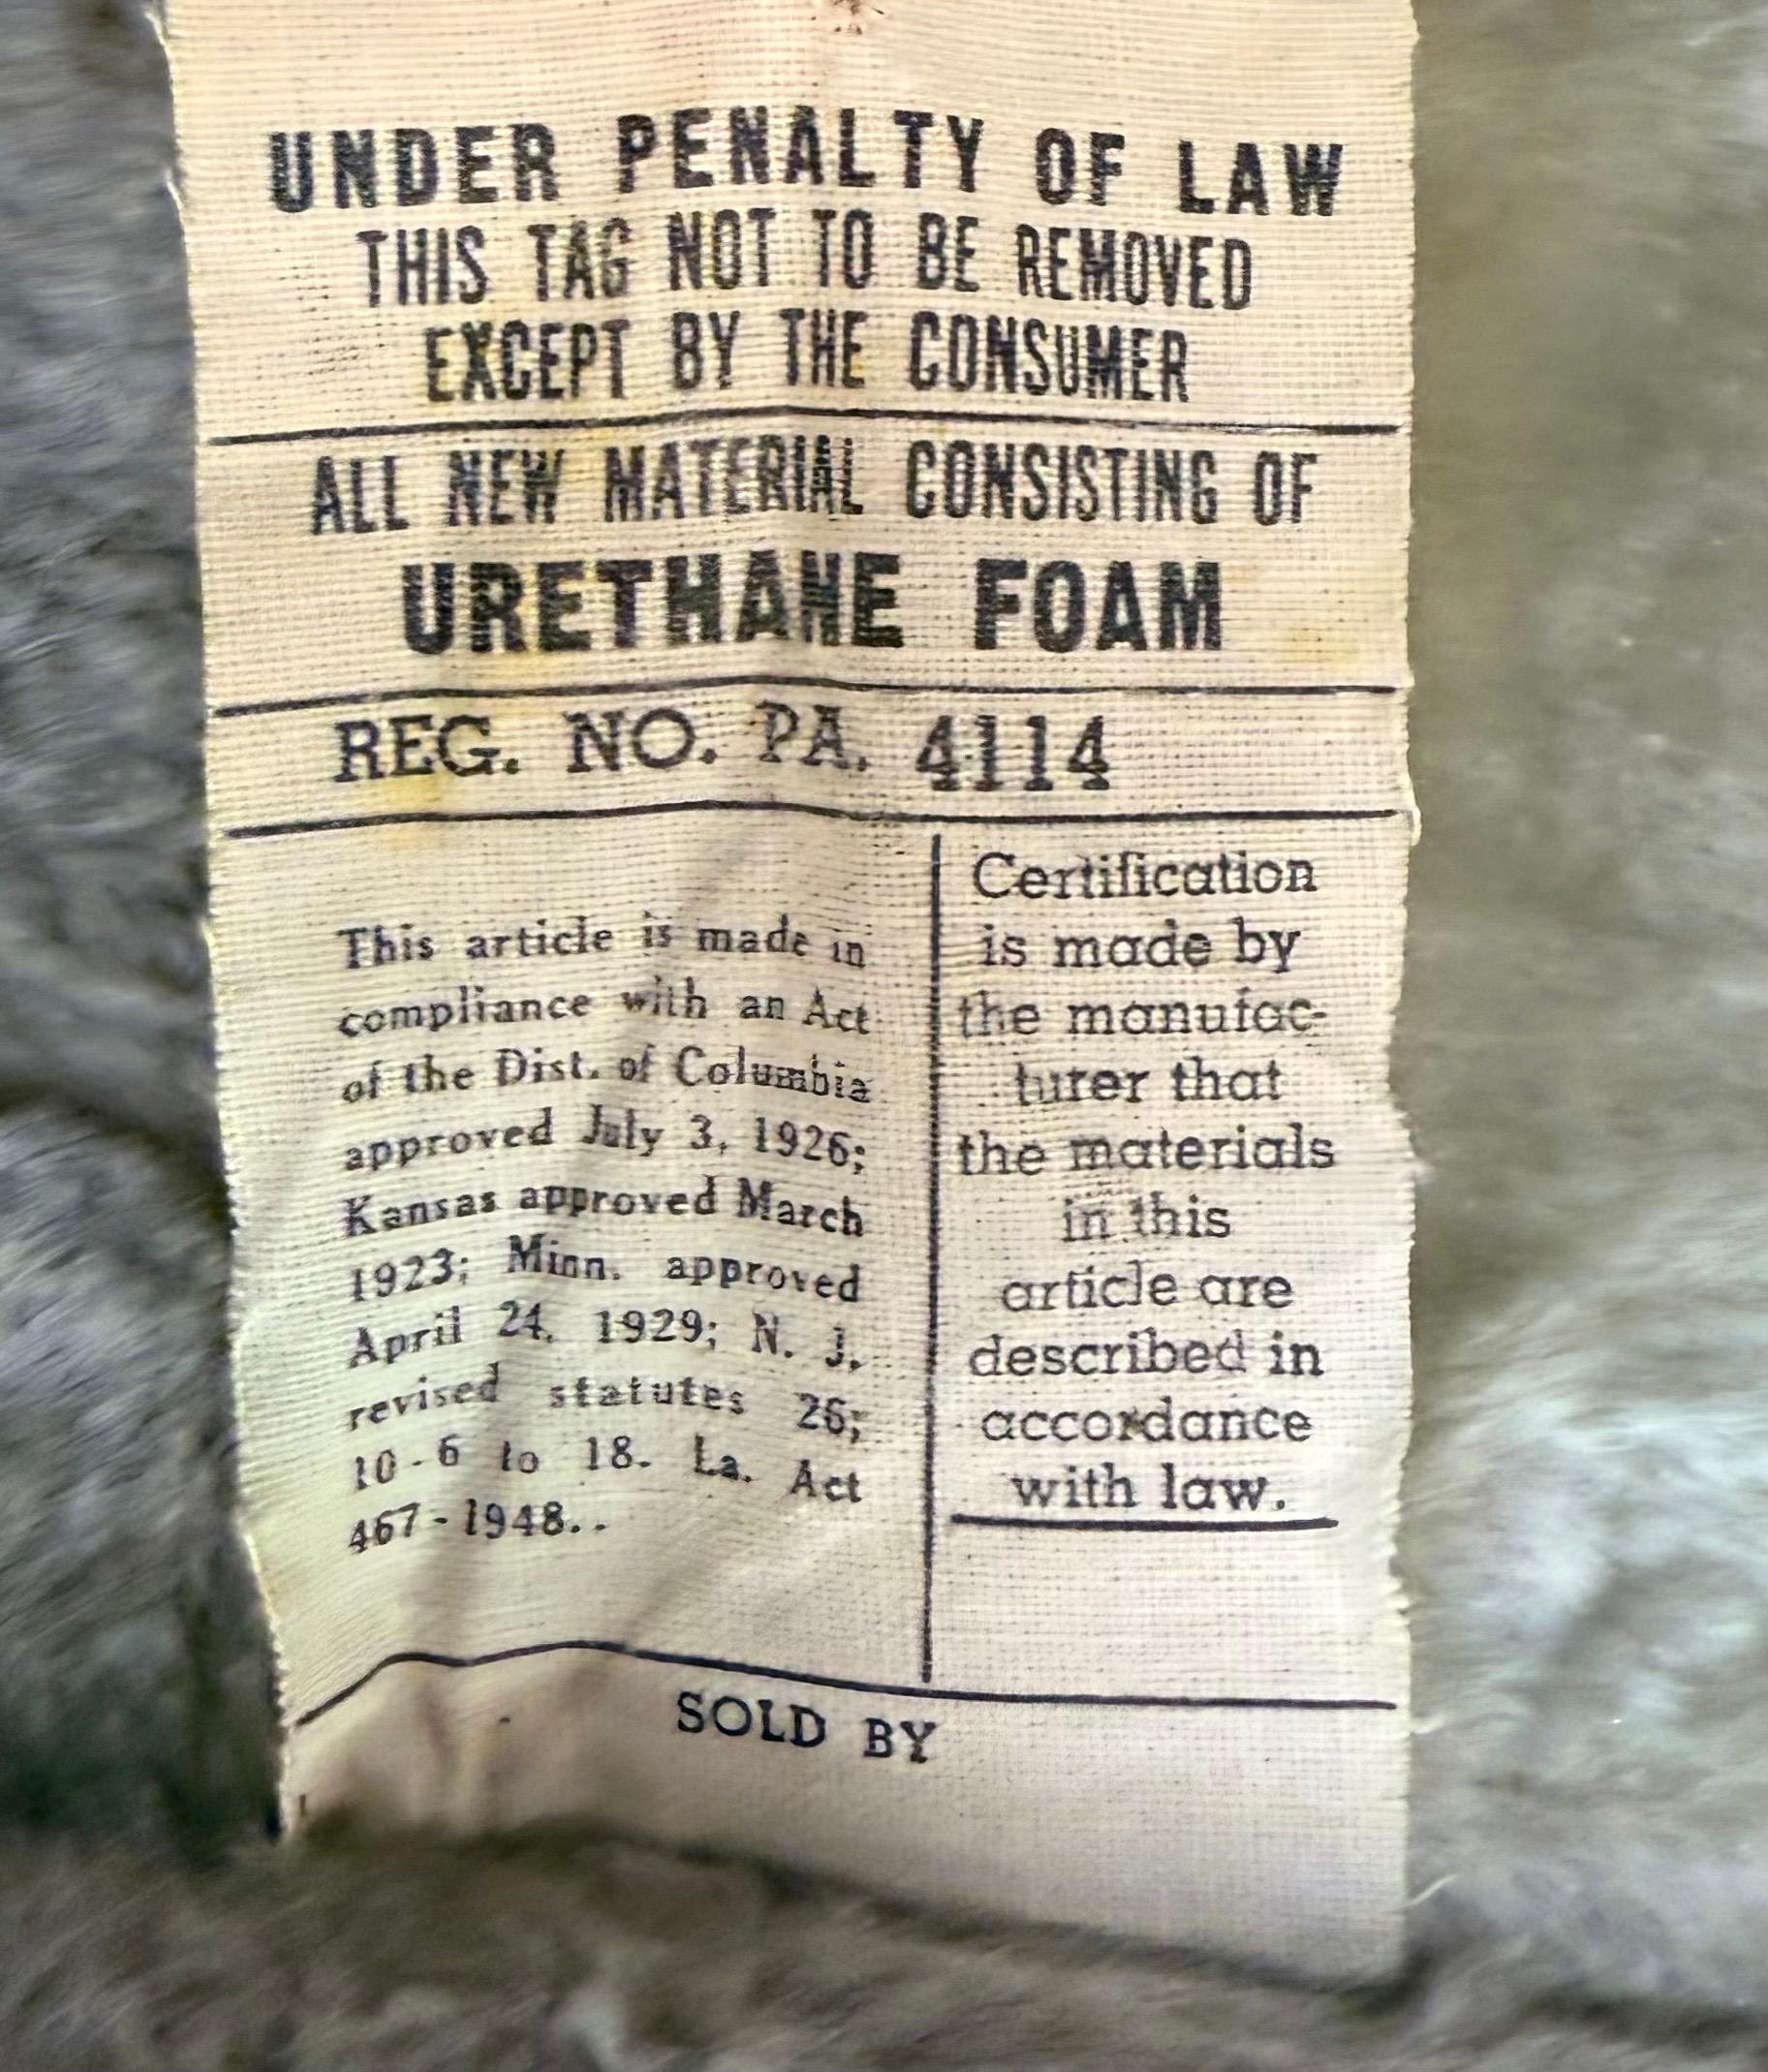 UNDER PENALTY OF LAW
THIS TAG NOT TO BE REMOVED
EXCEPT BY THE CONSUMER
ALL NEW MATERIAL CONSISTING OF
URETHANE FOAM
REG. NO. PA. 4114
This article is made in
compliance with an Act
of the Dist. of Columbia
approved July 3, 1926;
Kansas approved March
1923; Minn. approved
April 24, 1929; N. J.
revised statutes 26;
10-6 to 18. La. Act
467-1948..
Certification
is made by
the manufac-
turer that
the materials
in this
article are
described in
accordance
with law.
SOLD BY